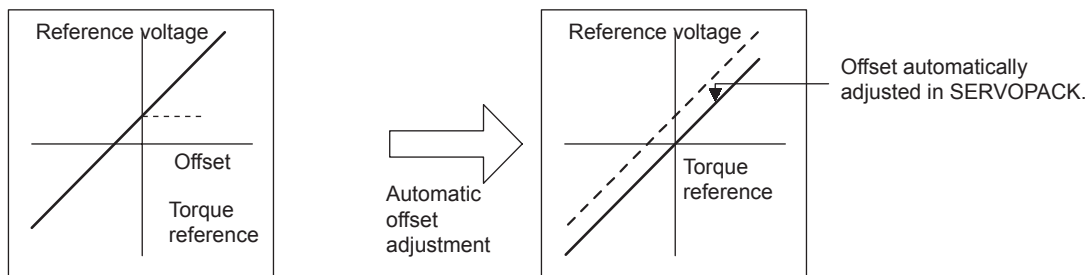 Reference voltage
Offset
Torque
reference
Automatic
offset
adjustment
Reference voltage
Torque
reference
Offset automatically
adjusted in SERVOPACK.